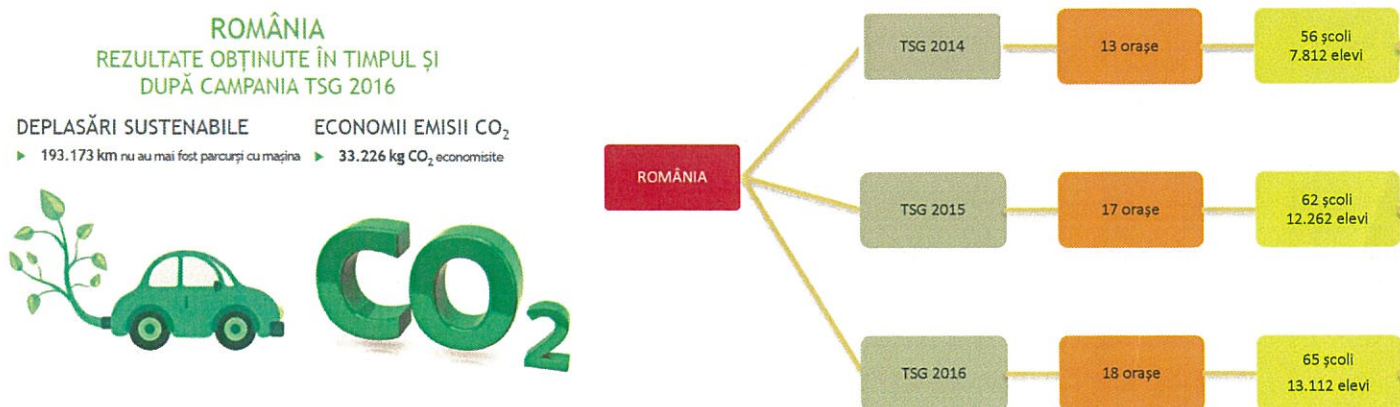 ROMÂNIA
REZULTATE OBȚINUTE ÎN TIMPUL ȘI
DUPĂ CAMPANIA TSG 2016
DEPLASĂRI SUSTENABILE
193.173 km nu au mai fost parcurși cu mașina
ECONOMII EMISII CO₂
33.226 kg CO₂ economisite
CO₂
ROMÂNIA
TSG 2014
13 orașe
56 școli
7.812 elevi
TSG 2015
17 orașe
62 școli
12.262 elevi
TSG 2016
18 orașe
65 școli
13.112 elevi